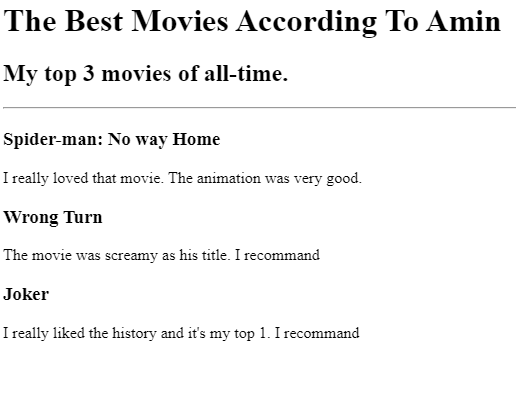 The Best Movies According To Amin
My top 3 movies of all-time.
Spider-man: No way Home
I really loved that movie. The animation was very good.
Wrong Turn
The movie was screamy as his title. I recommand
Joker
I really liked the history and it's my top 1. I recommand